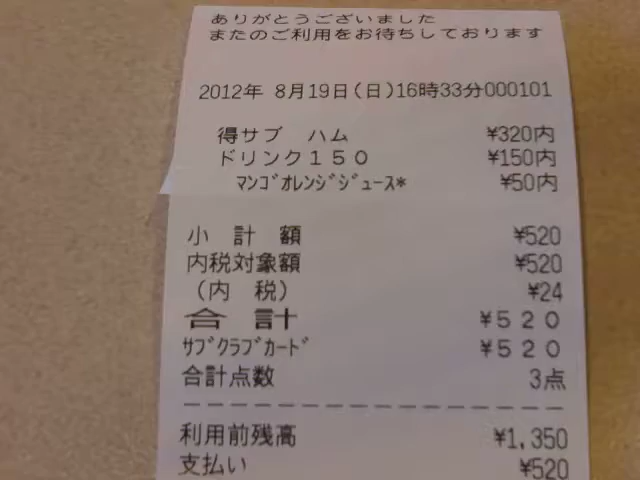 ありがとうございました
またのご利用をお待ちしております
2012年 8月19日(日)16時33分000101
得サブ ハム ¥320内
ドリンク150 ¥150内
ﾏﾝｺﾞｵﾚﾝｼﾞｼﾞｭｰｽ* ¥50内
小 計 額 ¥520
内税対象額 ¥520
(内 税) ¥24
合 計 ¥520
ｻﾌﾞｸﾗﾌﾞｶｰﾄﾞ ¥520
合計点数 3点
利用前残高 ¥1,350
支払い ¥520